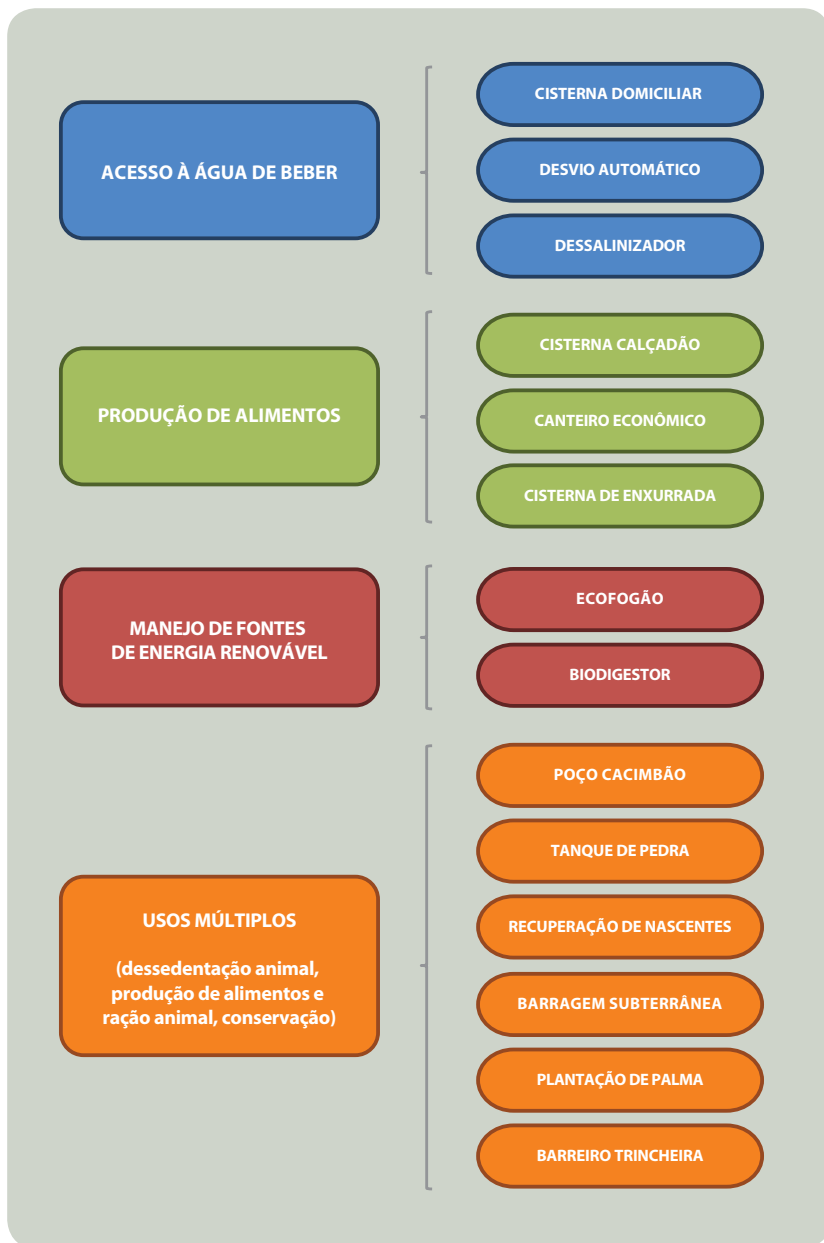 ACESSO À ÁGUA DE BEBER
CISTERNA DOMICILIAR
DESVIO AUTOMÁTICO
DESSALINIZADOR
PRODUÇÃO DE ALIMENTOS
CISTERNA CALÇADÃO
CANTEIRO ECONÔMICO
CISTERNA DE ENXURRADA
MANEJO DE FONTES
DE ENERGIA RENOVÁVEL
ECOFOGÃO
BIODIGESTOR
USOS MÚLTIPLOS
(dessedentação animal,
produção de alimentos e
ração animal, conservação)
POÇO CACIMBÃO
TANQUE DE PEDRA
RECUPERAÇÃO DE NASCENTES
BARRAGEM SUBTERRÂNEA
PLANTAÇÃO DE PALMA
BARREIRO TRINCHEIRA